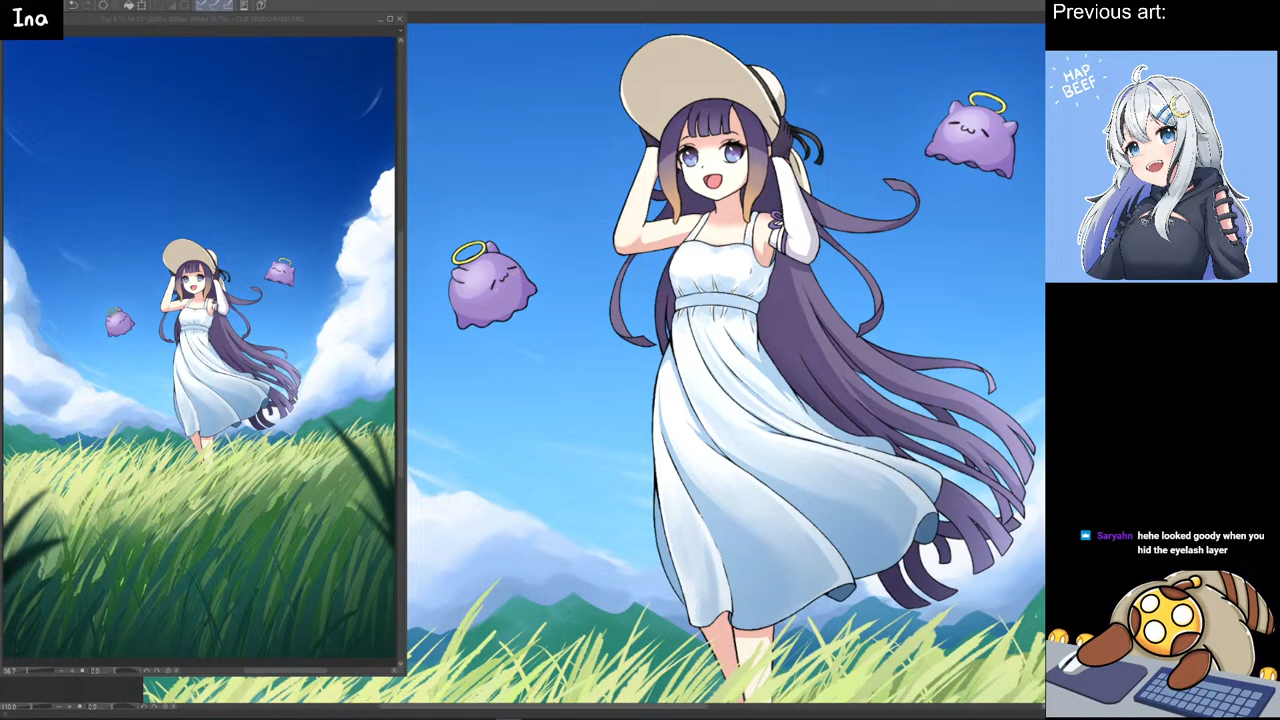 Ina
Previous art:
HAP
BEEF
Saryahn hehe looked goody when you
hid the eyelash layer